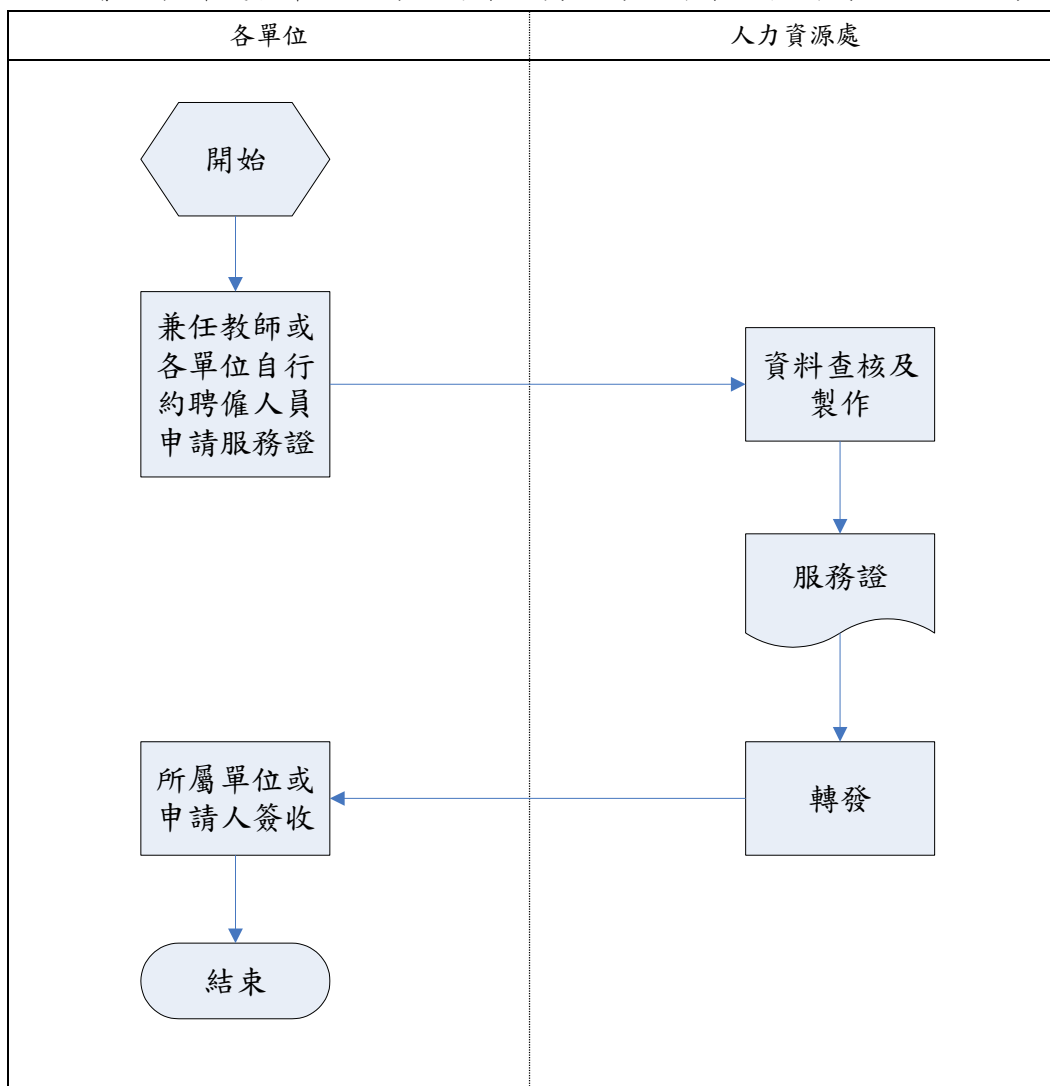 各單位
人力資源處
開始
兼任教師或
各單位自行
約聘僱人員
申請服務證
資料查核及
製作
服務證
轉發
所屬單位或
申請人簽收
結束